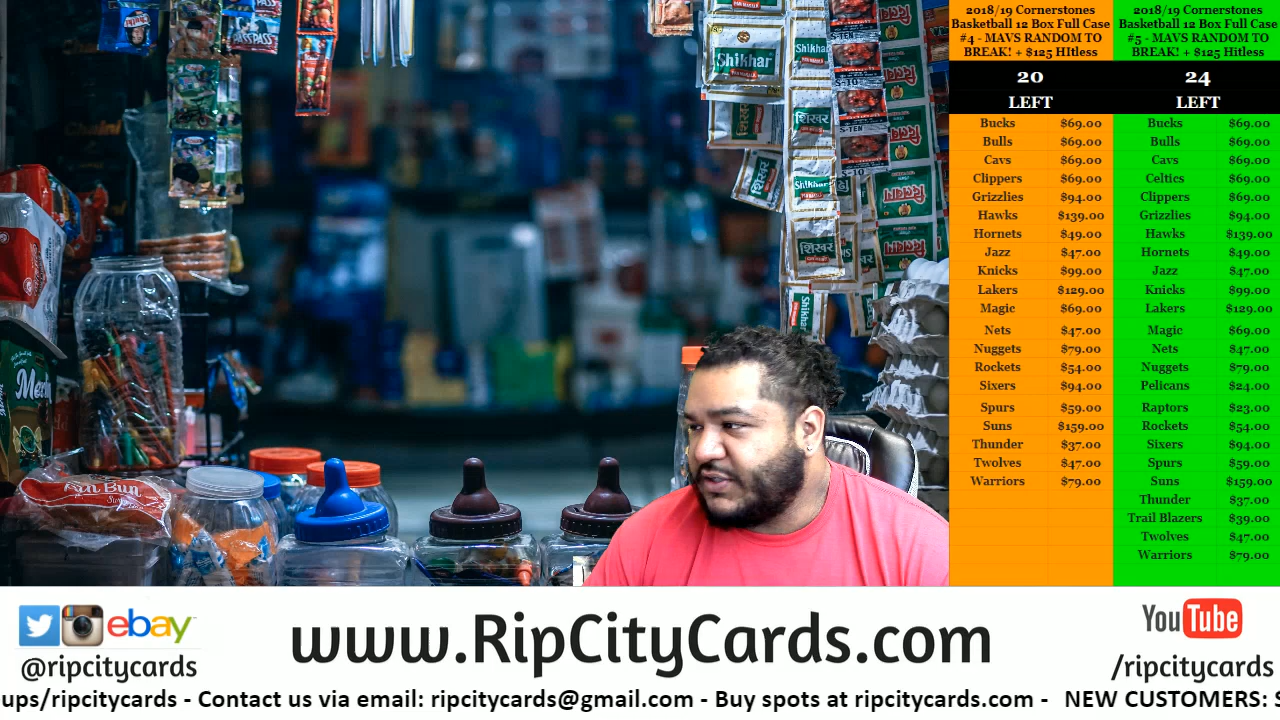 2018/19 Cornerstones
Basketball 12 Box Full Case
#4 - MAVS RANDOM TO
BREAK! + $125 HItless
20
LEFT
Bucks $69.00
Bulls $69.00
Cavs $69.00
Clippers $69.00
Grizzlies $94.00
Hawks $139.00
Hornets $49.00
Jazz $47.00
Knicks $99.00
Lakers $129.00
Magic $69.00
Nets $47.00
Nuggets $79.00
Rockets $54.00
Sixers $94.00
Spurs $59.00
Suns $159.00
Thunder $37.00
Twolves $47.00
Warriors $79.00
2018/19 Cornerstones
Basketball 12 Box Full Case
#5 - MAVS RANDOM TO
BREAK! + $125 Hitless
24
LEFT
Bucks $69.00
Bulls $69.00
Cavs $69.00
Celtics $69.00
Clippers $69.00
Grizzlies $94.00
Hawks $139.00
Hornets $49.00
Jazz $47.00
Knicks $99.00
Lakers $129.00
Magic $69.00
Nets $47.00
Nuggets $79.00
Pelicans $24.00
Raptors $23.00
Rockets $54.00
Sixers $94.00
Spurs $59.00
Suns $159.00
Thunder $37.00
Trail Blazers $39.00
Twolves $47.00
Warriors $79.00
Shikhar
Shikhar
शिखर
Shikhar
शिखर
Shikhar
S-TEN
S-10
Bun
ebay
@ripcitycards
www.RipCityCards.com
YouTube
/ripcitycards
ups/ripcitycards - Contact us via email: ripcitycards@gmail.com - Buy spots at ripcitycards.com - NEW CUSTOMERS: S